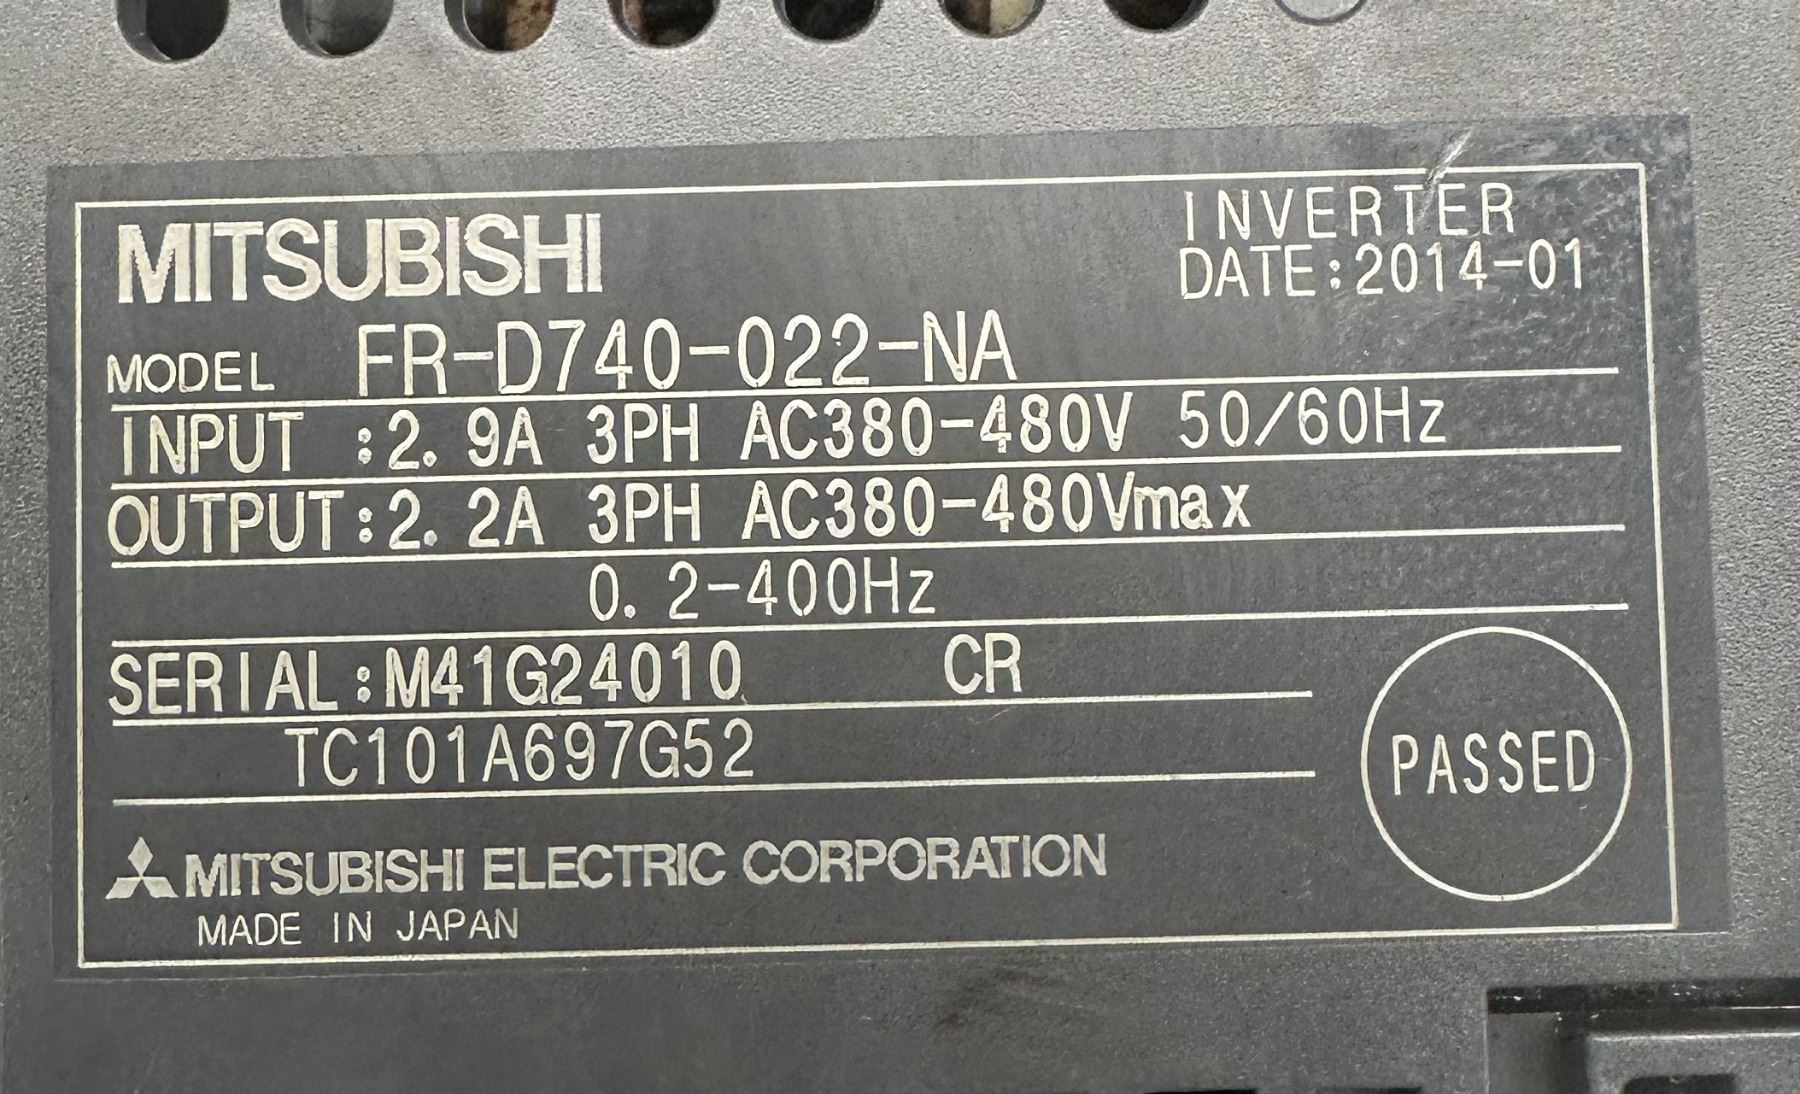 MITSUBISHI
INVERTER
DATE:2014-01
MODEL FR-D740-022-NA
INPUT :2.9A 3PH AC380-480V 50/60Hz
OUTPUT:2.2A 3PH AC380-480Vmax
0.2-400Hz
SERIAL:M41G24010 CR
TC101A697G52
PASSED
MITSUBISHI ELECTRIC CORPORATION
MADE IN JAPAN